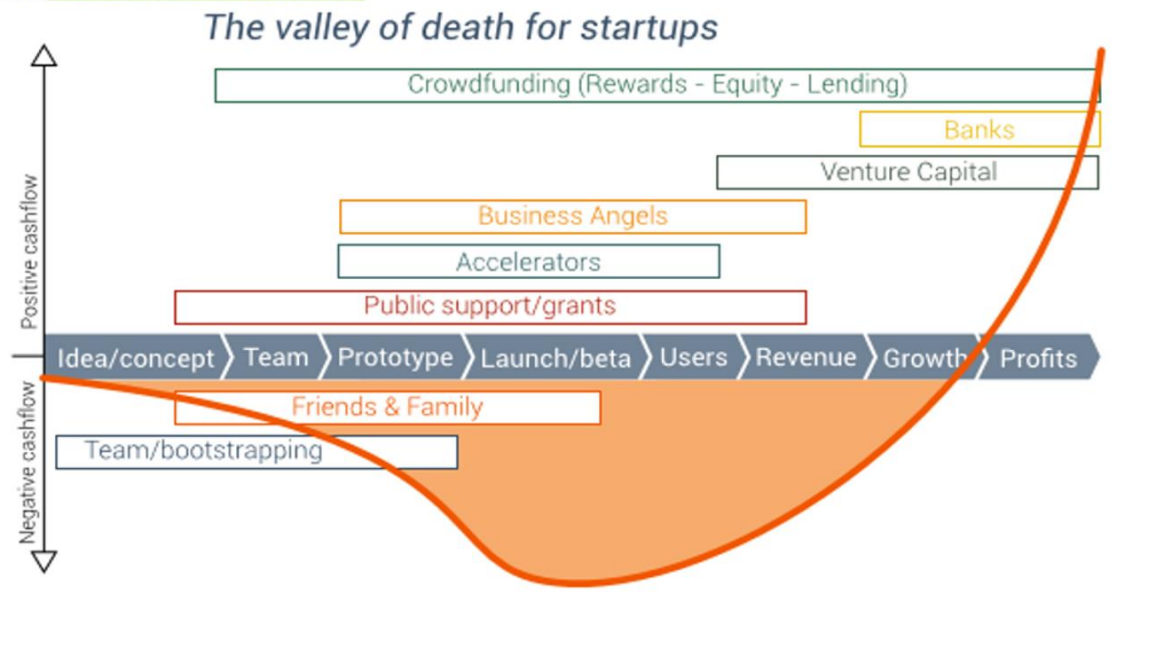 The valley of death for startups
Crowdfunding (Rewards - Equity - Lending)
Banks
Venture Capital
Business Angels
Accelerators
Public support/grants
Positive cashflow
Idea/concept Team Prototype Launch/beta Users Revenue Growth Profits
Negative cashflow
Friends & Family
Team/bootstrapping